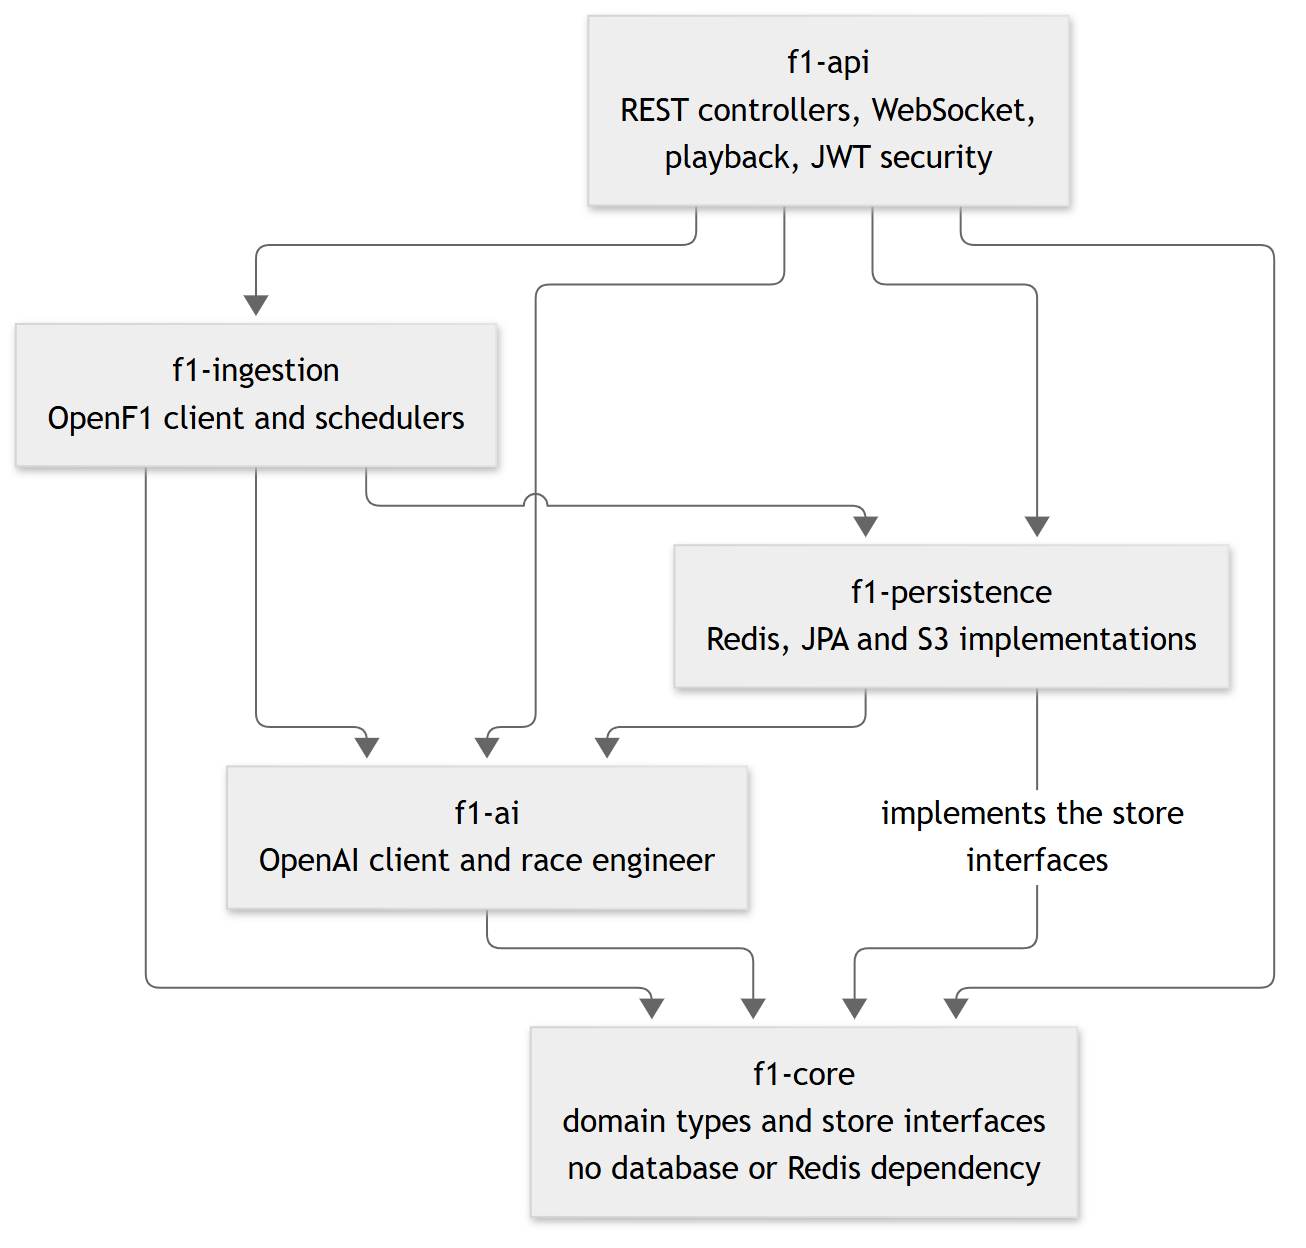 f1-api
REST controllers, WebSocket,
playback, JWT security
f1-ingestion
OpenF1 client and schedulers
f1-persistence
Redis, JPA and S3 implementations
f1-ai
OpenAI client and race engineer
implements the store
interfaces
f1-core
domain types and store interfaces
no database or Redis dependency